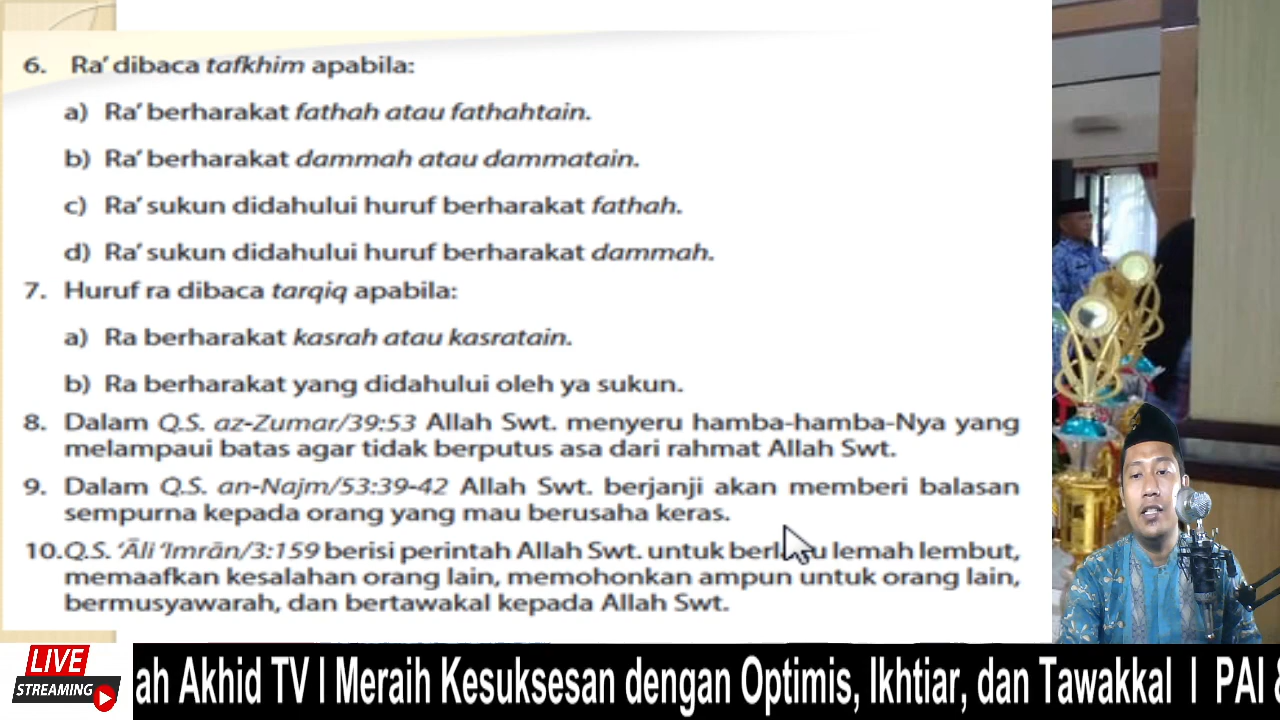 6. Ra' dibaca tafkhim apabila:
a) Ra' berharakat fathah atau fathahtain.
b) Ra' berharakat dammah atau dammatain.
c) Ra' sukun didahului huruf berharakat fathah.
d) Ra' sukun didahului huruf berharakat dammah.
7. Huruf ra dibaca tarqiq apabila:
a) Ra berharakat kasrah atau kasratain.
b) Ra berharakat yang didahului oleh ya sukun.
8. Dalam Q.S. az-Zumar/39:53 Allah Swt. menyeru hamba-hamba-Nya yang
melampaui batas agar tidak berputus asa dari rahmat Allah Swt.
9. Dalam Q.S. an-Najm/53:39-42 Allah Swt. berjanji akan memberi balasan
sempurna kepada orang yang mau berusaha keras.
10. Q.S. ‘Āli ‘Imrān/3:159 berisi perintah Allah Swt. untuk lemah lembut,
memaafkan kesalahan orang lain, memohonkan ampun untuk orang lain,
bermusyawarah, dan bertawakal kepada Allah Swt.
LIVE
STREAMING
ah Akhid TV l Meraih Kesuksesan dengan Optimis, Ikhtiar, dan Tawakkal l PAI &